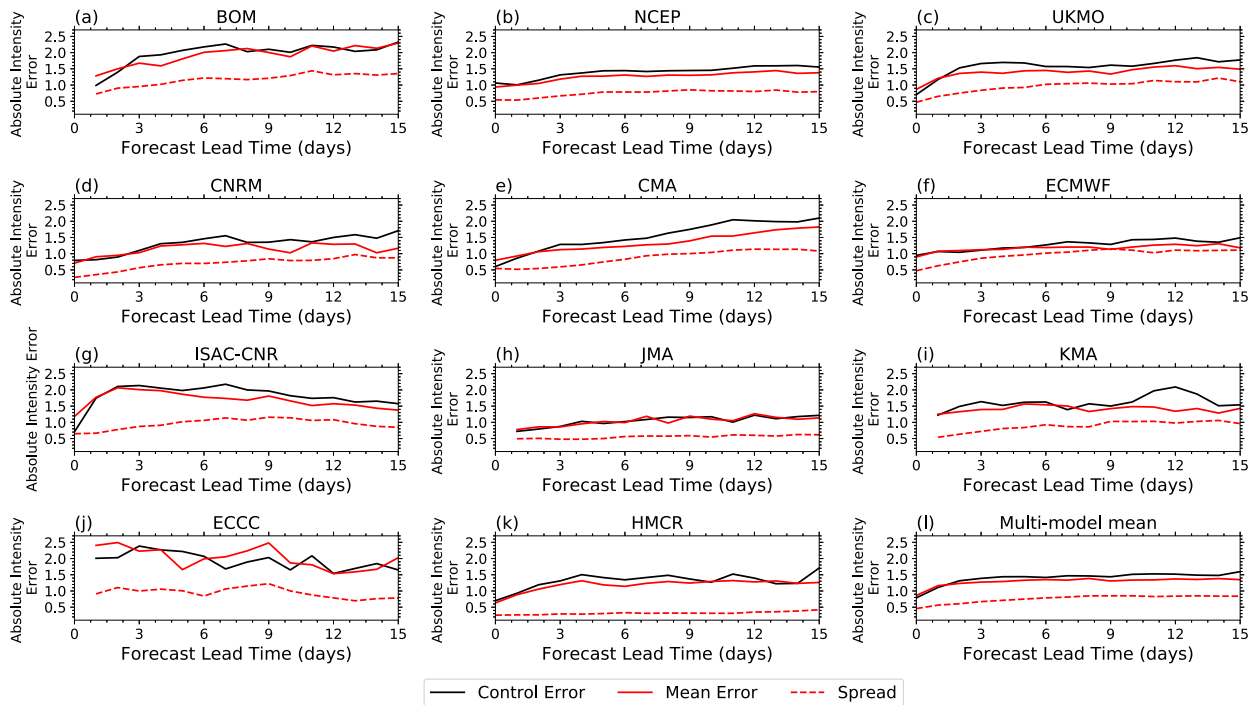 (a) BOM
Absolute Intensity
Error
2.5
2.0
1.5
1.0
0.5
0 3 6 9 12 15
Forecast Lead Time (days)
(b) NCEP
Absolute Intensity
Error
2.5
2.0
1.5
1.0
0.5
0 3 6 9 12 15
Forecast Lead Time (days)
(c) UKMO
Absolute Intensity
Error
2.5
2.0
1.5
1.0
0.5
0 3 6 9 12 15
Forecast Lead Time (days)
(d) CNRM
Absolute Intensity
Error
2.5
2.0
1.5
1.0
0.5
0 3 6 9 12 15
Forecast Lead Time (days)
e) CMA
Absolute Intensity
Error
2.5
2.0
1.5
1.0
0.5
0 3 6 9 12 15
Forecast Lead Time (days)
(f) ECMWF
Absolute Intensity
Error
2.5
2.0
1.5
1.0
0.5
0 3 6 9 12 15
Forecast Lead Time (days)
(g) ISAC-CNR
Absolute Intensity Error
2.5
2.0
1.5
1.0
0.5
0 3 6 9 12 15
Forecast Lead Time (days)
(h) JMA
Absolute Intensity
Error
2.5
2.0
1.5
1.0
0.5
0 3 6 9 12 15
Forecast Lead Time (days)
(i) KMA
Absolute Intensity
Error
2.5
2.0
1.5
1.0
0.5
0 3 6 9 12 15
Forecast Lead Time (days)
(j) ECCC
Absolute Intensity
Error
2.5
2.0
1.5
1.0
0.5
0 3 6 9 12 15
Forecast Lead Time (days)
(k) HMCR
Absolute Intensity
Error
2.5
2.0
1.5
1.0
0.5
0 3 6 9 12 15
Forecast Lead Time (days)
(l) Multi-model mean
Absolute Intensity
Error
2.5
2.0
1.5
1.0
0.5
0 3 6 9 12 15
Forecast Lead Time (days)
Control Error Mean Error Spread